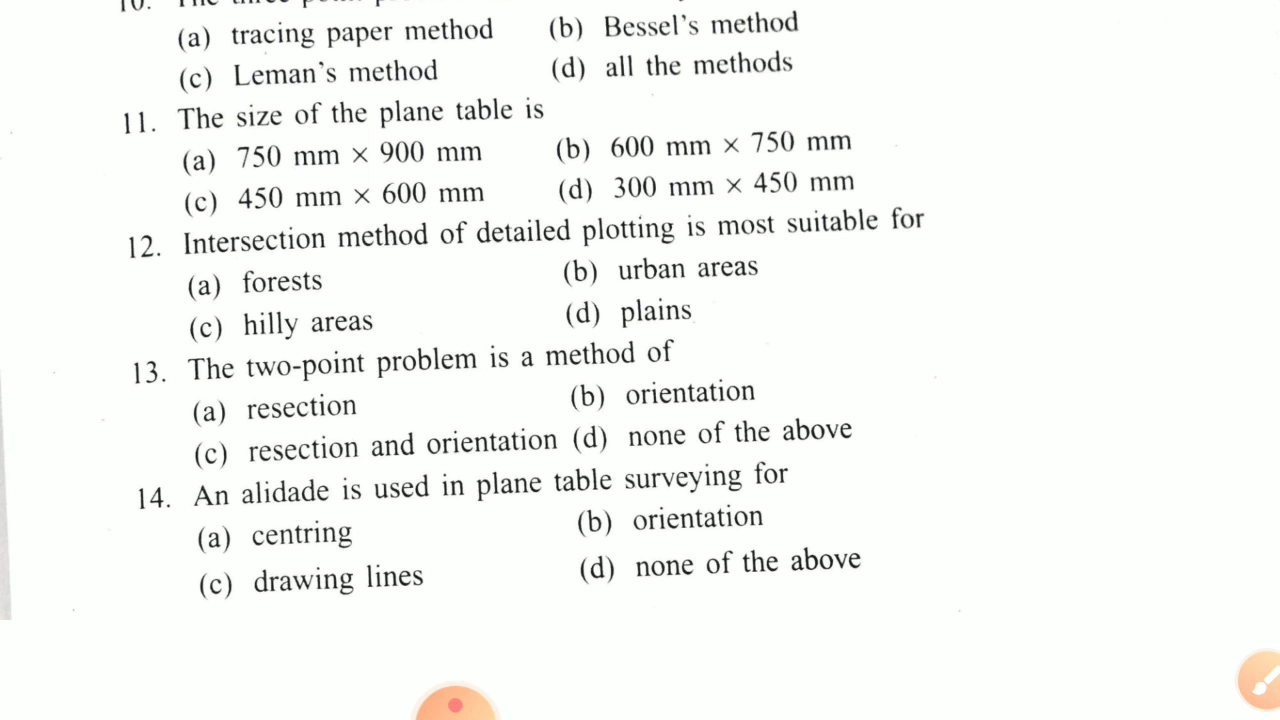 10. The three point
(a) tracing paper method (b) Bessel's method
(c) Leman's method (d) all the methods
11. The size of the plane table is
(a) 750 mm × 900 mm (b) 600 mm × 750 mm
(c) 450 mm × 600 mm (d) 300 mm × 450 mm
12. Intersection method of detailed plotting is most suitable for
(a) forests (b) urban areas
(c) hilly areas (d) plains
13. The two-point problem is a method of
(a) resection (b) orientation
(c) resection and orientation (d) none of the above
14. An alidade is used in plane table surveying for
(a) centring (b) orientation
(c) drawing lines (d) none of the above